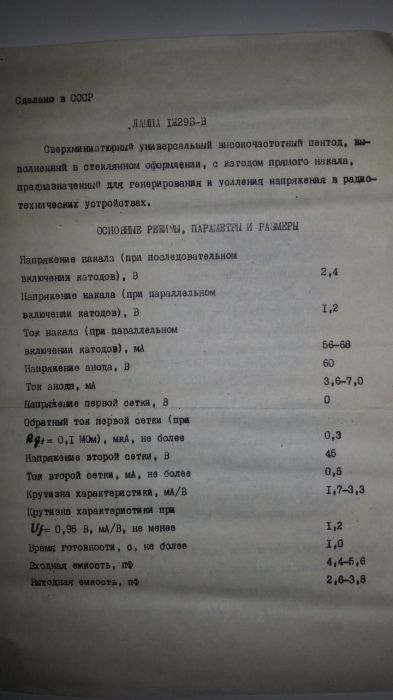 Сделано в СССР
ЛАМПА 1Ж29Б-В
Сверхминиатюрный универсальный высокочастотный пентод, вы-
полненный в стеклянном оформлении, с катодом прямого накала,
предназначенный для генерирования и усиления напряжения в радио-
технических устройствах.
ОСНОВНЫЕ РЕЖИМЫ, ПАРАМЕТРЫ И РАЗМЕРЫ
Напряжение накала (при последовательном
включении катодов), В 2,4
Напряжение накала (при параллельном
включении катодов), В I,2
Ток накала (при параллельном
включении катодов), мА 56-68
Напряжение анода, В 60
Ток анода, мА 3,6-7,0
Напряжение первой сетки, В 0
Обратный ток первой сетки (при
Rg1= 0,I МОм), мкА, не более 0,3
Напряжение второй сетки, В 45
Ток второй сетки, мА, не более 0,5
Крутизна характеристики, мА/В I,7-3,3
Крутизна характеристики при
Uf= 0,95 В, мА/В, не менее I,2
Время готовности, с, не более I,0
Входная емкость, пФ 4,4-5,6
Выходная емкость, пФ 2,6-3,8